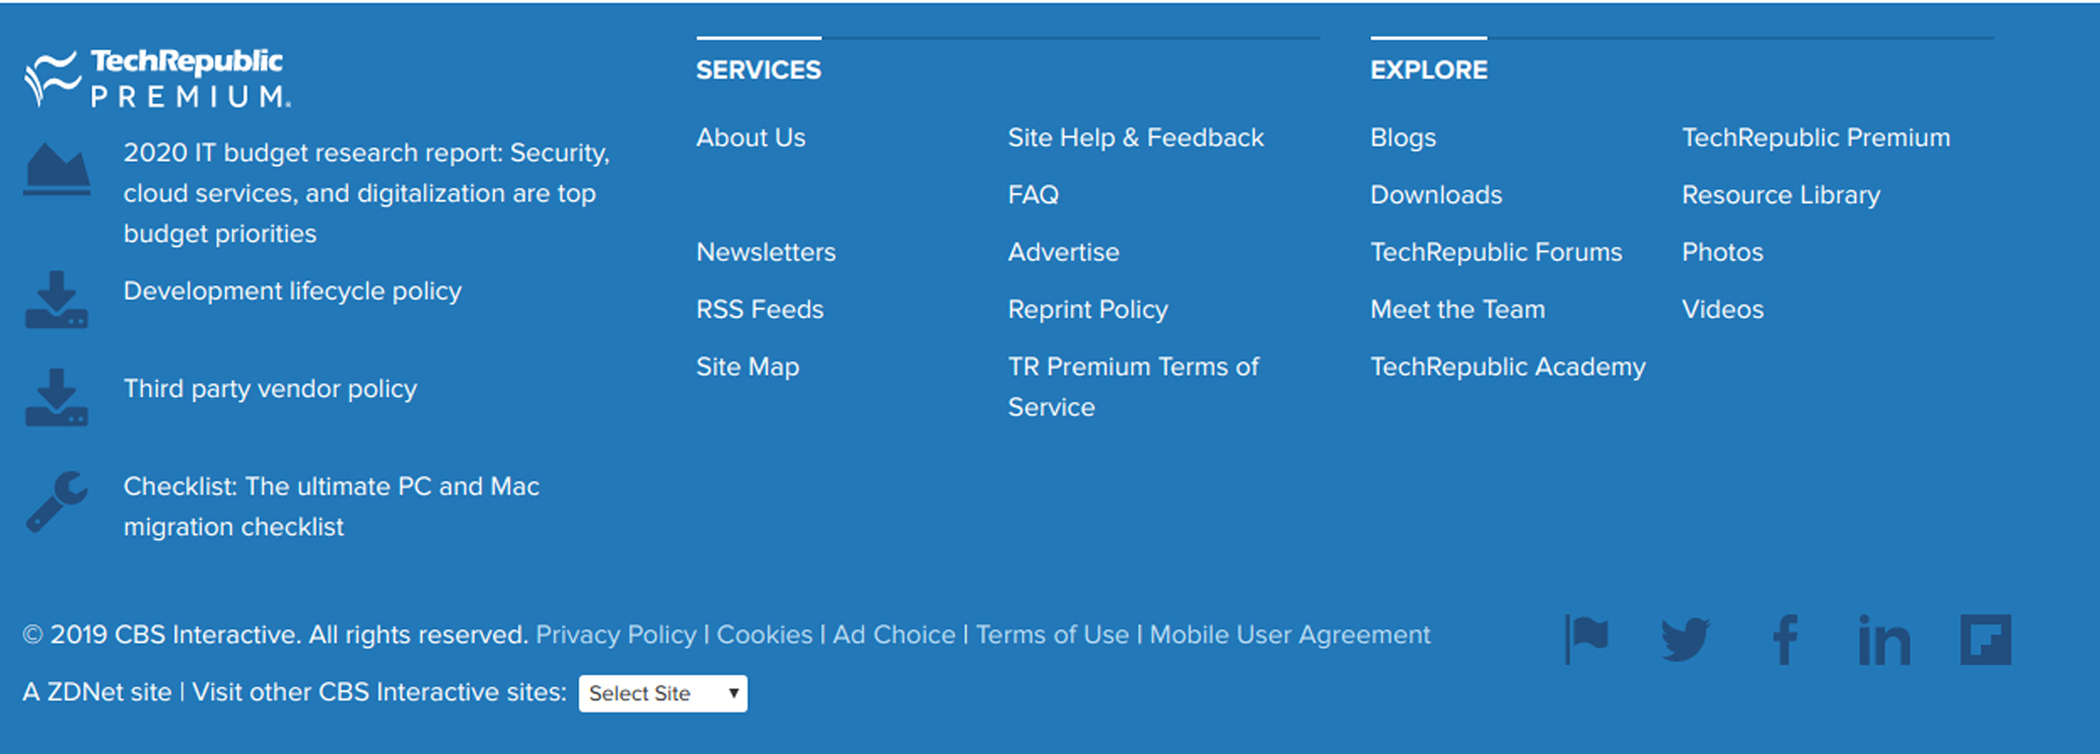 TechRepublic
PREMIUM®
2020 IT budget research report: Security,
cloud services, and digitalization are top
budget priorities
Development lifecycle policy
Third party vendor policy
Checklist: The ultimate PC and Mac
migration checklist
SERVICES
About Us
Newsletters
RSS Feeds
Site Map
Site Help & Feedback
FAQ
Advertise
Reprint Policy
TR Premium Terms of
Service
EXPLORE
Blogs
Downloads
TechRepublic Forums
Meet the Team
TechRepublic Academy
TechRepublic Premium
Resource Library
Photos
Videos
© 2019 CBS Interactive. All rights reserved. Privacy Policy | Cookies | Ad Choice | Terms of Use | Mobile User Agreement
A ZDNet site | Visit other CBS Interactive sites: Select Site